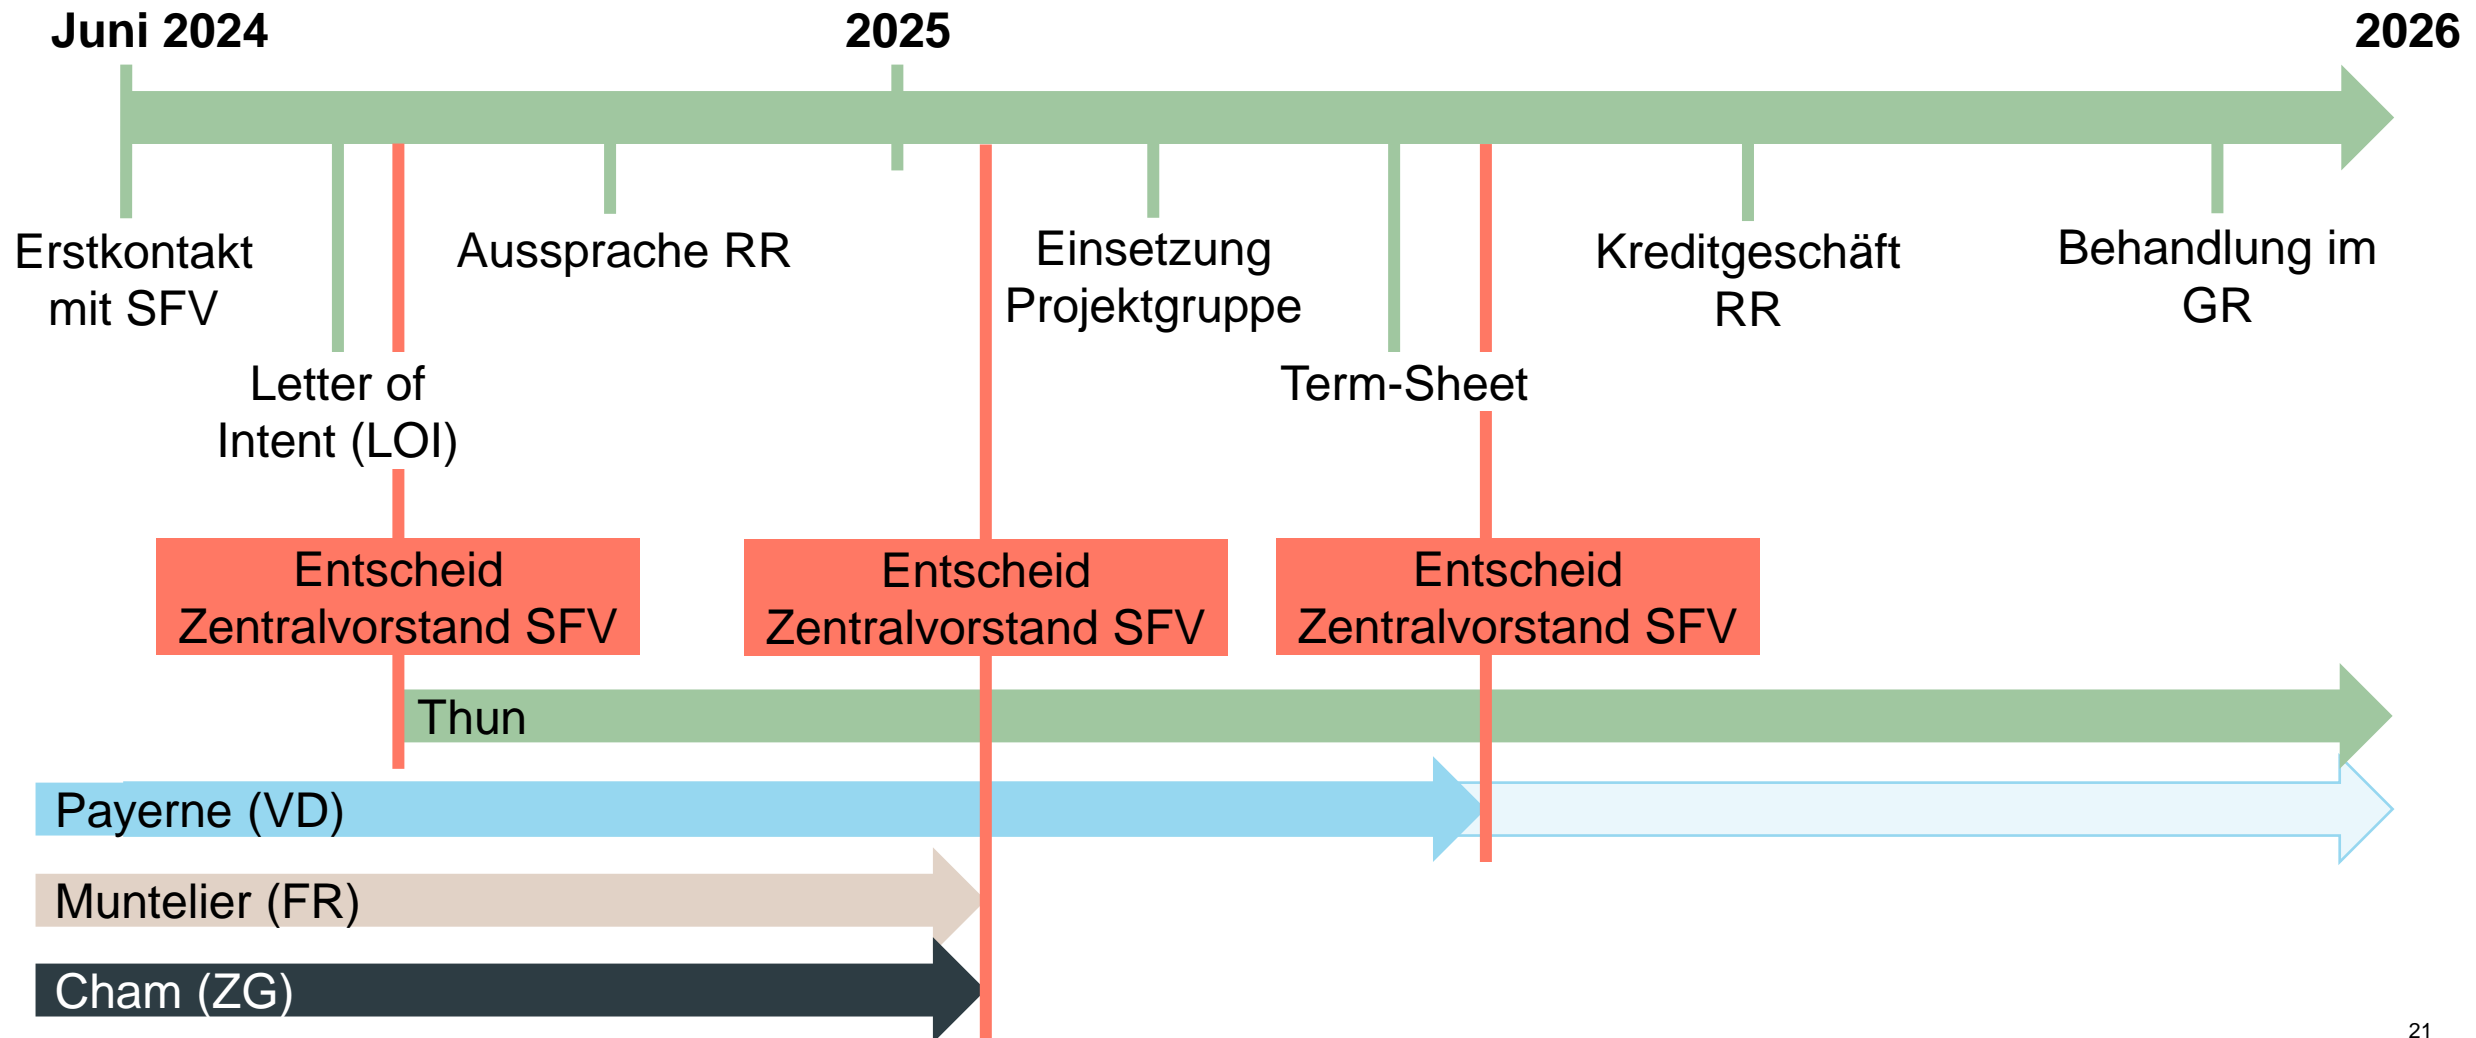 Juni 2024
2025
2026
Erstkontakt
mit SFV
Aussprache RR
Einsetzung
Projektgruppe
Kreditgeschäft
RR
Behandlung im
GR
Letter of
Intent (LOI)
Term-Sheet
Entscheid
Zentralvorstand SFV
Entscheid
Zentralvorstand SFV
Entscheid
Zentralvorstand SFV
Thun
Payerne (VD)
Muntelier (FR)
Cham (ZG)
21